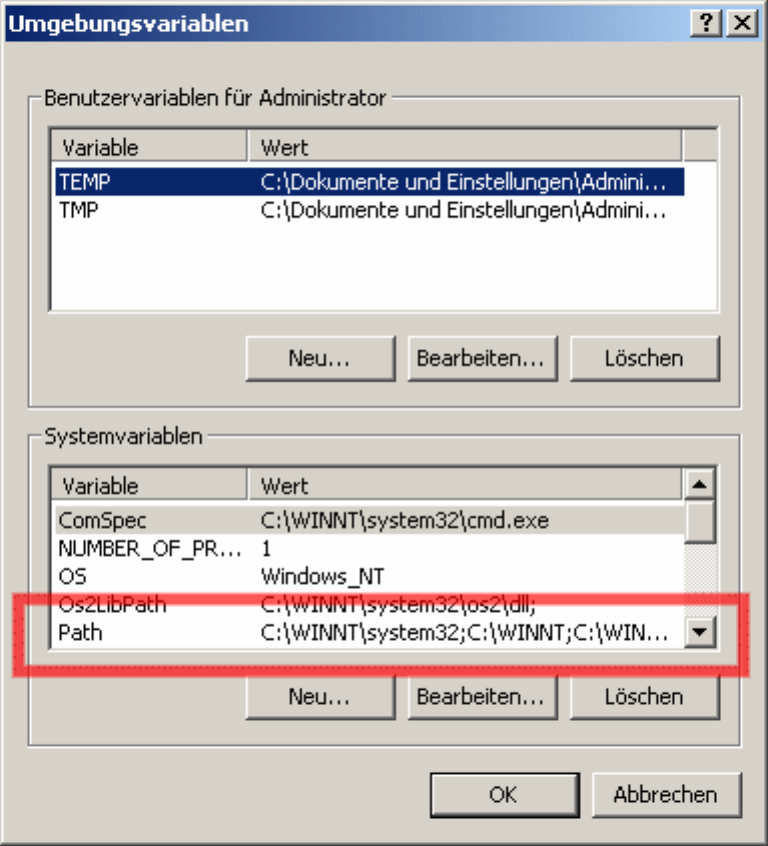 Umgebungsvariablen
Benutzervariablen für Administrator
Variable Wert
TEMP C:\Dokumente und Einstellungen\Admini...
TMP C:\Dokumente und Einstellungen\Admini...
Neu... Bearbeiten... Löschen
Systemvariablen
Variable Wert
ComSpec C:\WINNT\system32\cmd.exe
NUMBER_OF_PR... 1
OS Windows_NT
Os2LibPath C:\WINNT\system32\os2\dll;
Path C:\WINNT\system32;C:\WINNT;C:\WIN...
Neu... Bearbeiten... Löschen
OK Abbrechen